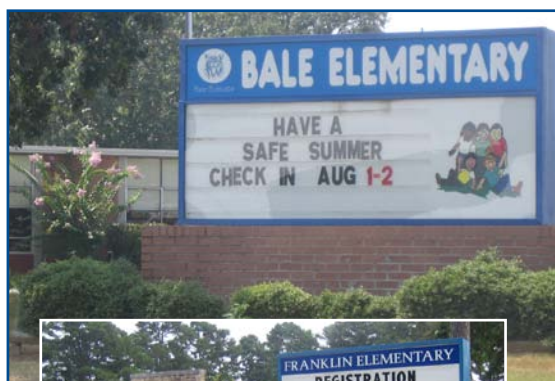 BALE ELEMENTARY
HAVE A
SAFE SUMMER
CHECK IN AUG 1-2
FRANKLIN ELEMENTARY
REGISTRATION